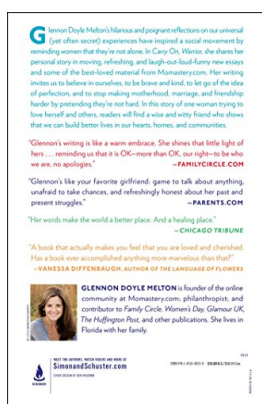 Glennon Doyle Melton's hilarious and poignant reflections on our universal
(yet often secret) experiences have inspired a social movement by
reminding women that they're not alone. In Carry On, Warrior, she shares her
personal story in moving, refreshing, and laugh-out-loud-funny new essays
and some of the best-loved material from Momastery.com. Her writing
invites us to believe in ourselves, to be brave and kind, to let go of the idea
of perfection, and to stop making motherhood, marriage, and friendship
harder by pretending they're not hard. In this story of one woman trying to
love herself and others, readers will find a wise and witty friend who shows
that we can build better lives in our hearts, homes, and communities.
"Glennon's writing is like a warm embrace. She shines that little light of
hers . . . reminding us that it is OK—more than OK, our right—to be who
we are, no apologies." —FAMILYCIRCLE.COM
"Glennon's like your favorite girlfriend: game to talk about anything,
unafraid to take chances, and refreshingly honest about her past and
present struggles." —PARENTS.COM
"Her words make the world a better place. And a healing place."
—CHICAGO TRIBUNE
"A book that actually makes you feel that you are loved and cherished.
Has a book ever accomplished anything more marvelous than that?"
—VANESSA DIFFENBAUGH, AUTHOR OF THE LANGUAGE OF FLOWERS
GLENNON DOYLE MELTON is founder of the online
community at Momastery.com; philanthropist; and
contributor to Family Circle, Women's Day, Glamour UK,
The Huffington Post, and other publications. She lives in
Florida with her family.
MEET THE AUTHORS, WATCH VIDEOS AND MORE AT
SimonandSchuster.com